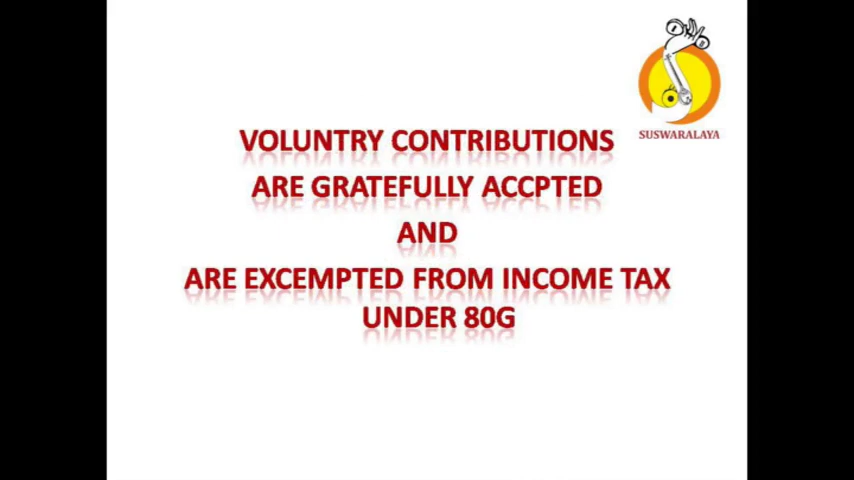 SUSWARALAYA
VOLUNTRY CONTRIBUTIONS
ARE GRATEFULLY ACCPTED
AND
ARE EXCEMPTED FROM INCOME TAX
UNDER 80G